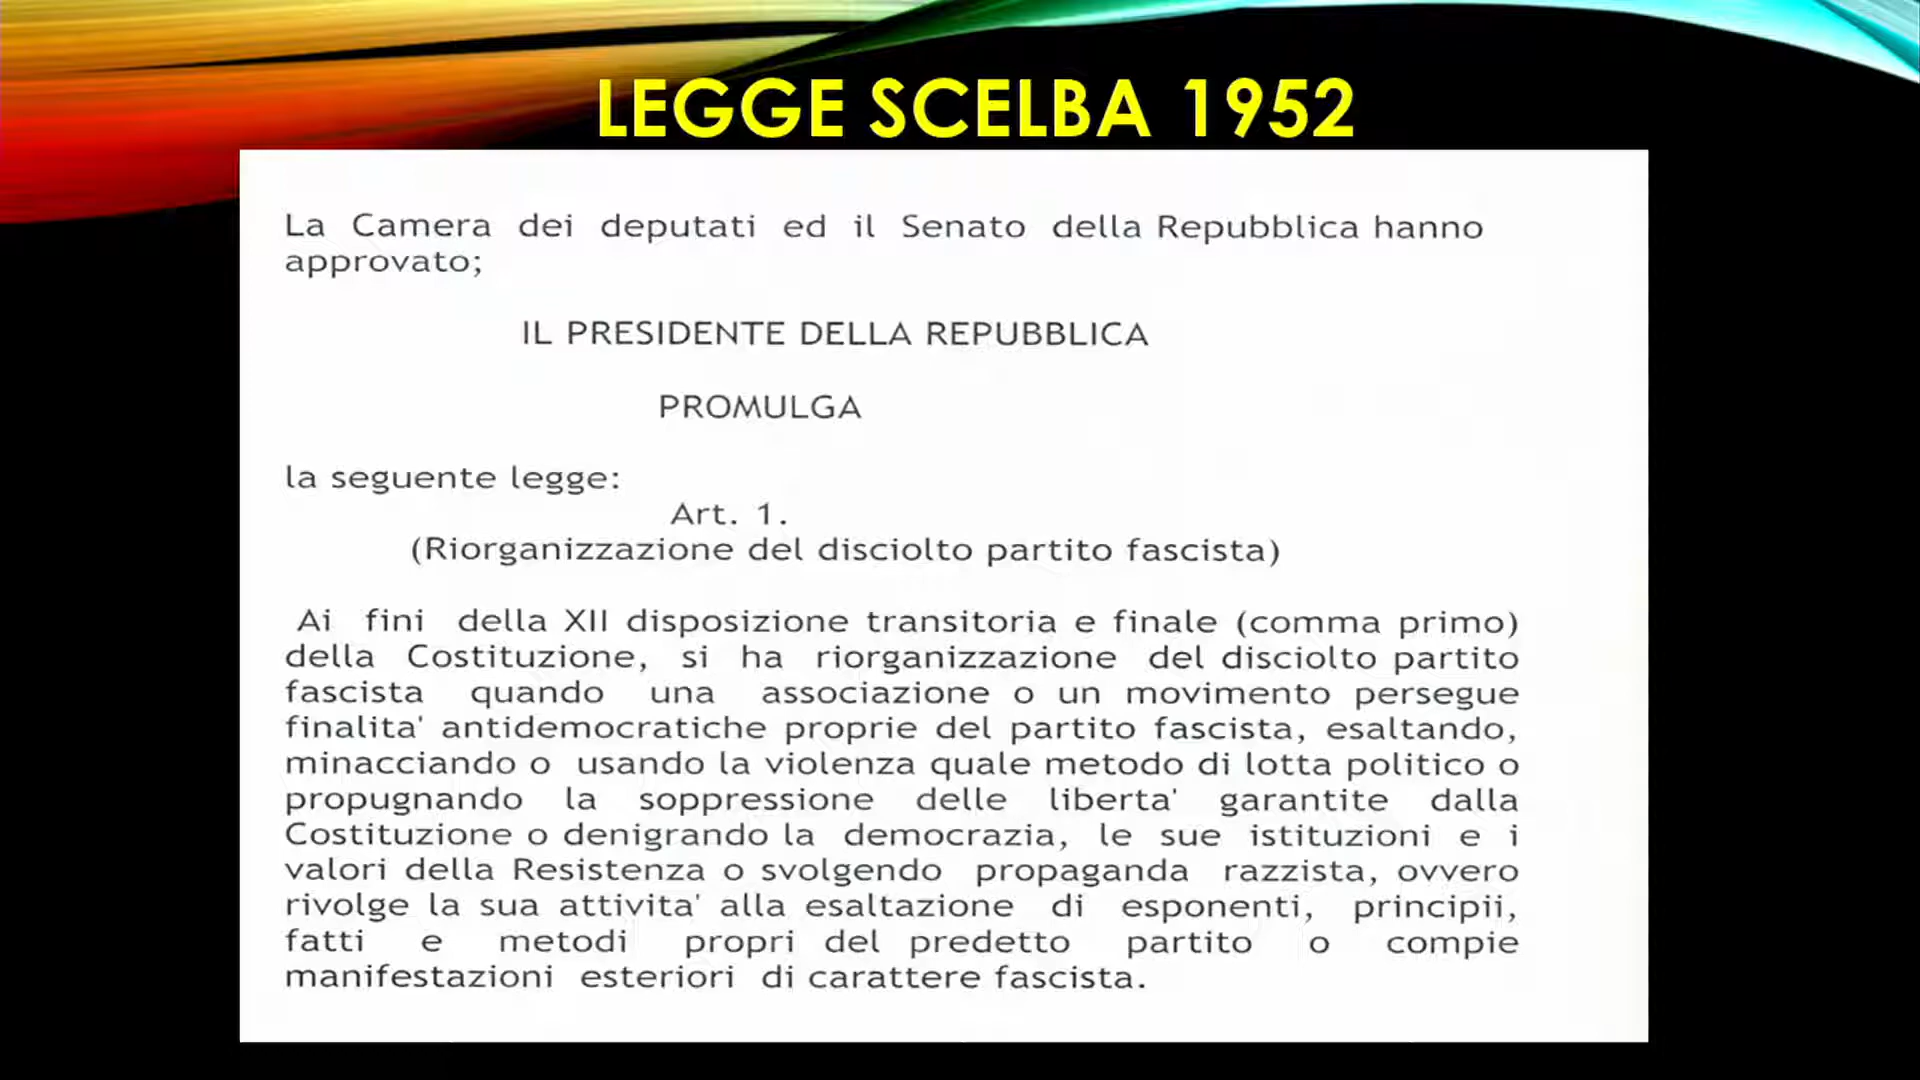 LEGGE SCELBA 1952
La Camera dei deputati ed il Senato della Repubblica hanno
approvato;
IL PRESIDENTE DELLA REPUBBLICA
PROMULGA
la seguente legge:
Art. 1.
(Riorganizzazione del disciolto partito fascista)
Ai fini della XII disposizione transitoria e finale (comma primo)
della Costituzione, si ha riorganizzazione del disciolto partito
fascista quando una associazione o un movimento persegue
finalita' antidemocratiche proprie del partito fascista, esaltando,
minacciando o usando la violenza quale metodo di lotta politico o
propugnando la soppressione delle liberta' garantite dalla
Costituzione o denigrando la democrazia, le sue istituzioni e i
valori della Resistenza o svolgendo propaganda razzista, ovvero
rivolge la sua attivita' alla esaltazione di esponenti, principii,
fatti e metodi propri del predetto partito o compie
manifestazioni esteriori di carattere fascista.